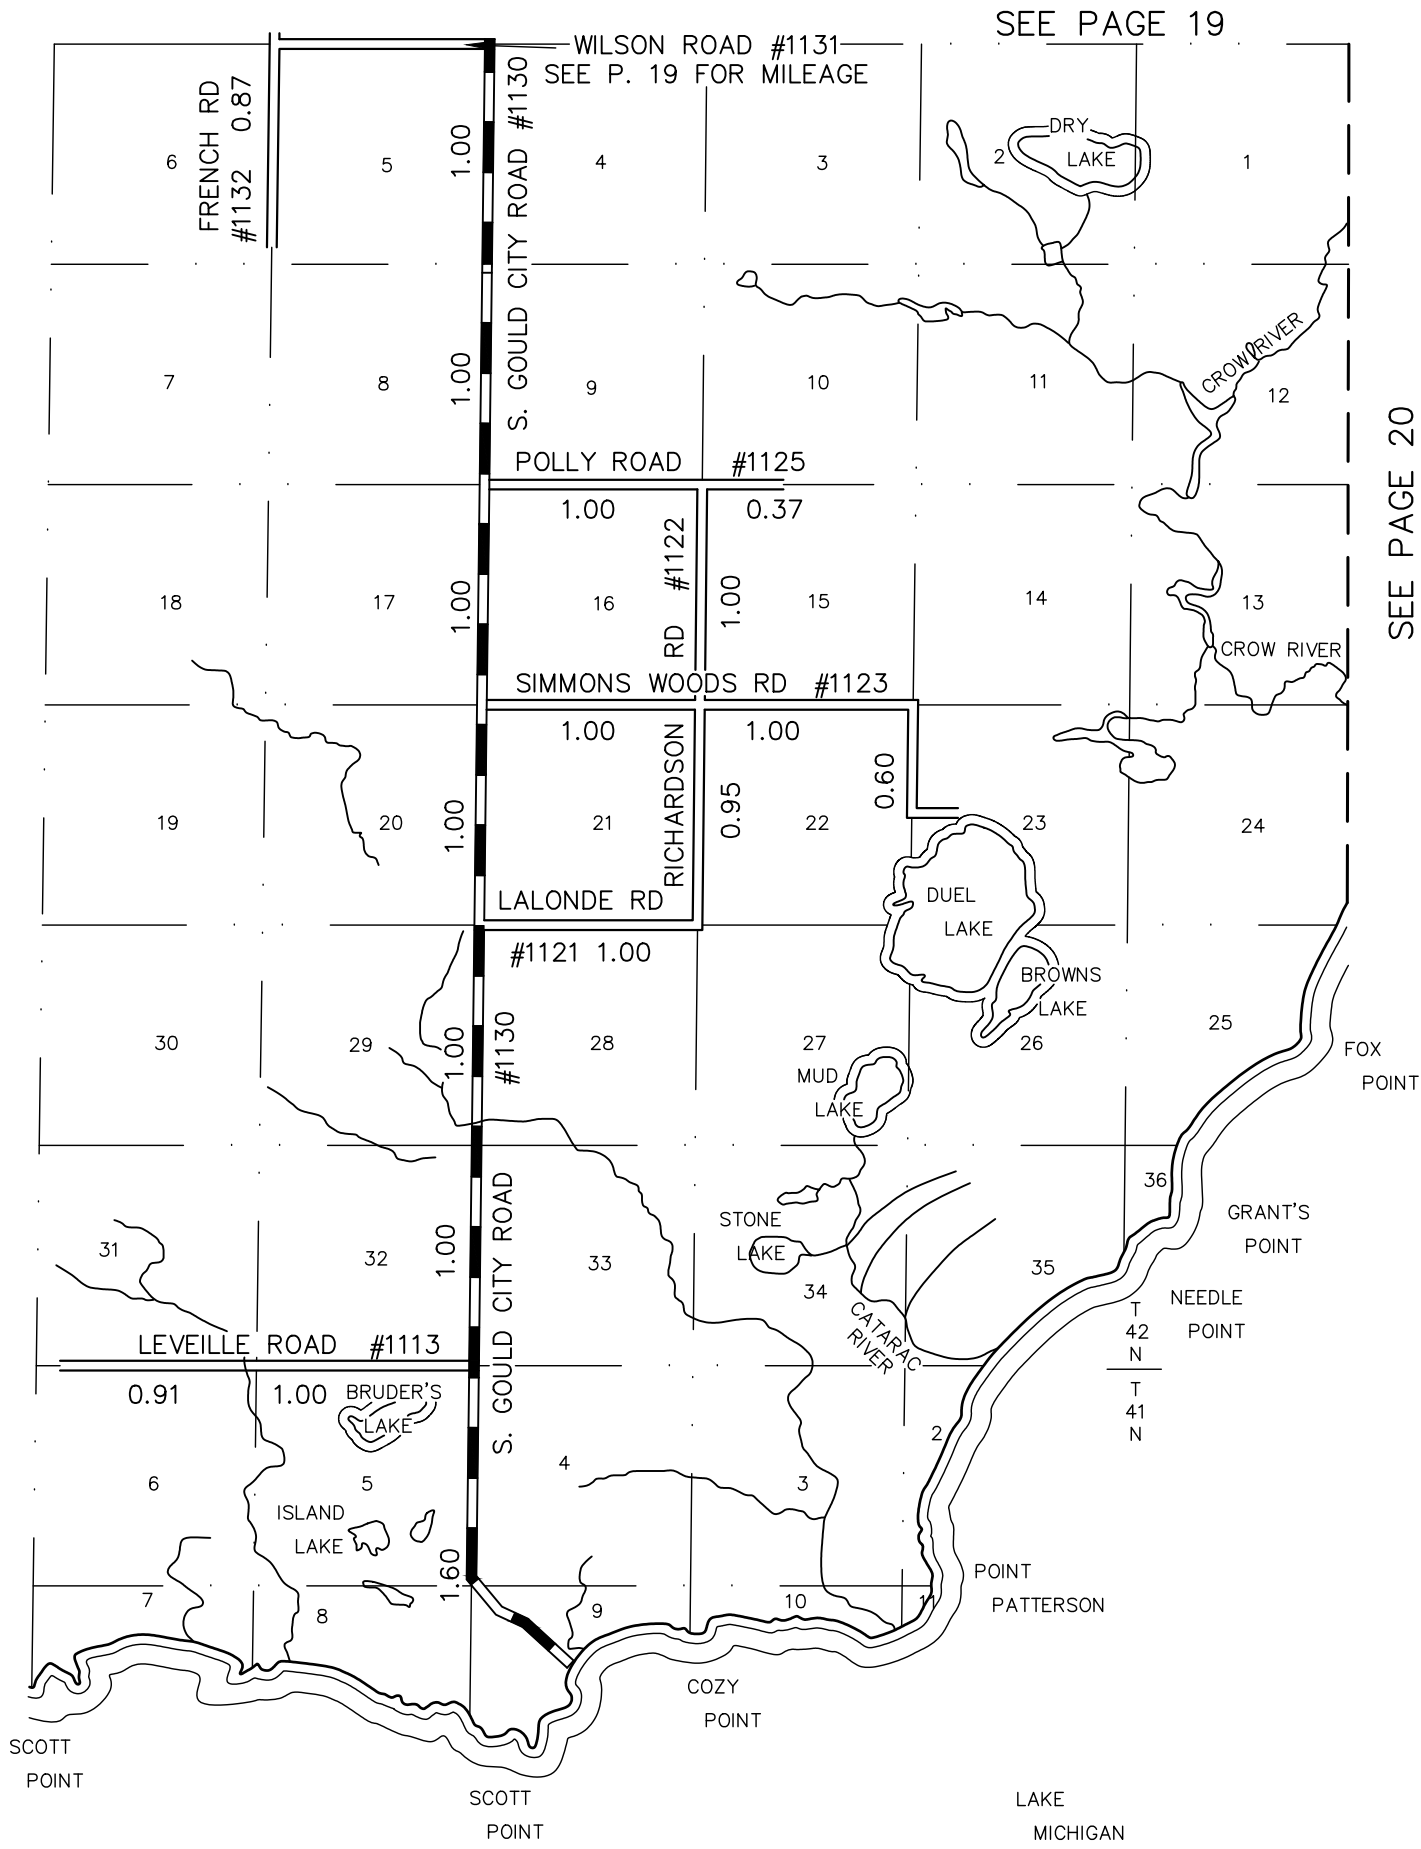 SEE PAGE 19
WILSON ROAD #1131
SEE P. 19 FOR MILEAGE
FRENCH RD
#1132 0.87
S. GOULD CITY ROAD #1130
1.00
6
5
4
3
2
DRY
LAKE
1
7
8
1.00
9
10
11
CROW RIVER
12
SEE PAGE 20
POLLY ROAD #1125
1.00
0.37
18
17
1.00
16
RICHARDSON RD #1122
1.00
15
14
13
CROW RIVER
SIMMONS WOODS RD #1123
1.00
1.00
0.60
19
20
1.00
21
0.95
22
23
24
LALONDE RD
#1121 1.00
DUEL
LAKE
BROWNS
LAKE
30
29
1.00
#1130
28
27
26
25
MUD
LAKE
FOX
POINT
36
GRANT'S
POINT
STONE
LAKE
31
32
1.00
S. GOULD CITY ROAD
33
34
35
NEEDLE
POINT
CATARAC
RIVER
T
42
N
T
41
N
LEVEILLE ROAD #1113
0.91
1.00
BRUDER'S
LAKE
6
5
4
3
2
ISLAND
LAKE
1.60
7
8
9
10
11
POINT
PATTERSON
COZY
POINT
SCOTT
POINT
SCOTT
POINT
LAKE
MICHIGAN